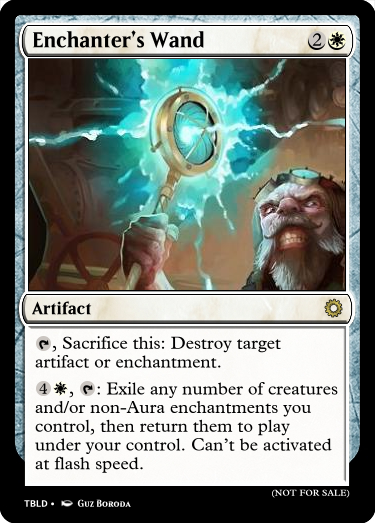 Enchanter's Wand 2
Artifact
, Sacrifice this: Destroy target
artifact or enchantment.
4 , : Exile any number of creatures
and/or non-Aura enchantments you
control, then return them to play
under your control. Can't be activated
at flash speed.
(NOT FOR SALE)
TBLD • Guz Boroda